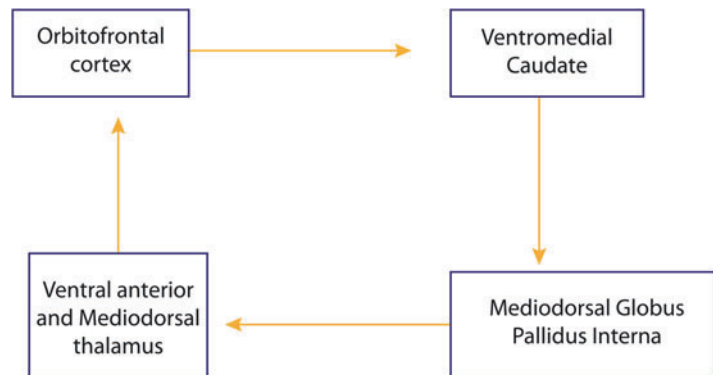 Orbitofrontal
cortex
Ventromedial
Caudate
Ventral anterior
and Mediodorsal
thalamus
Mediodorsal Globus
Pallidus Interna